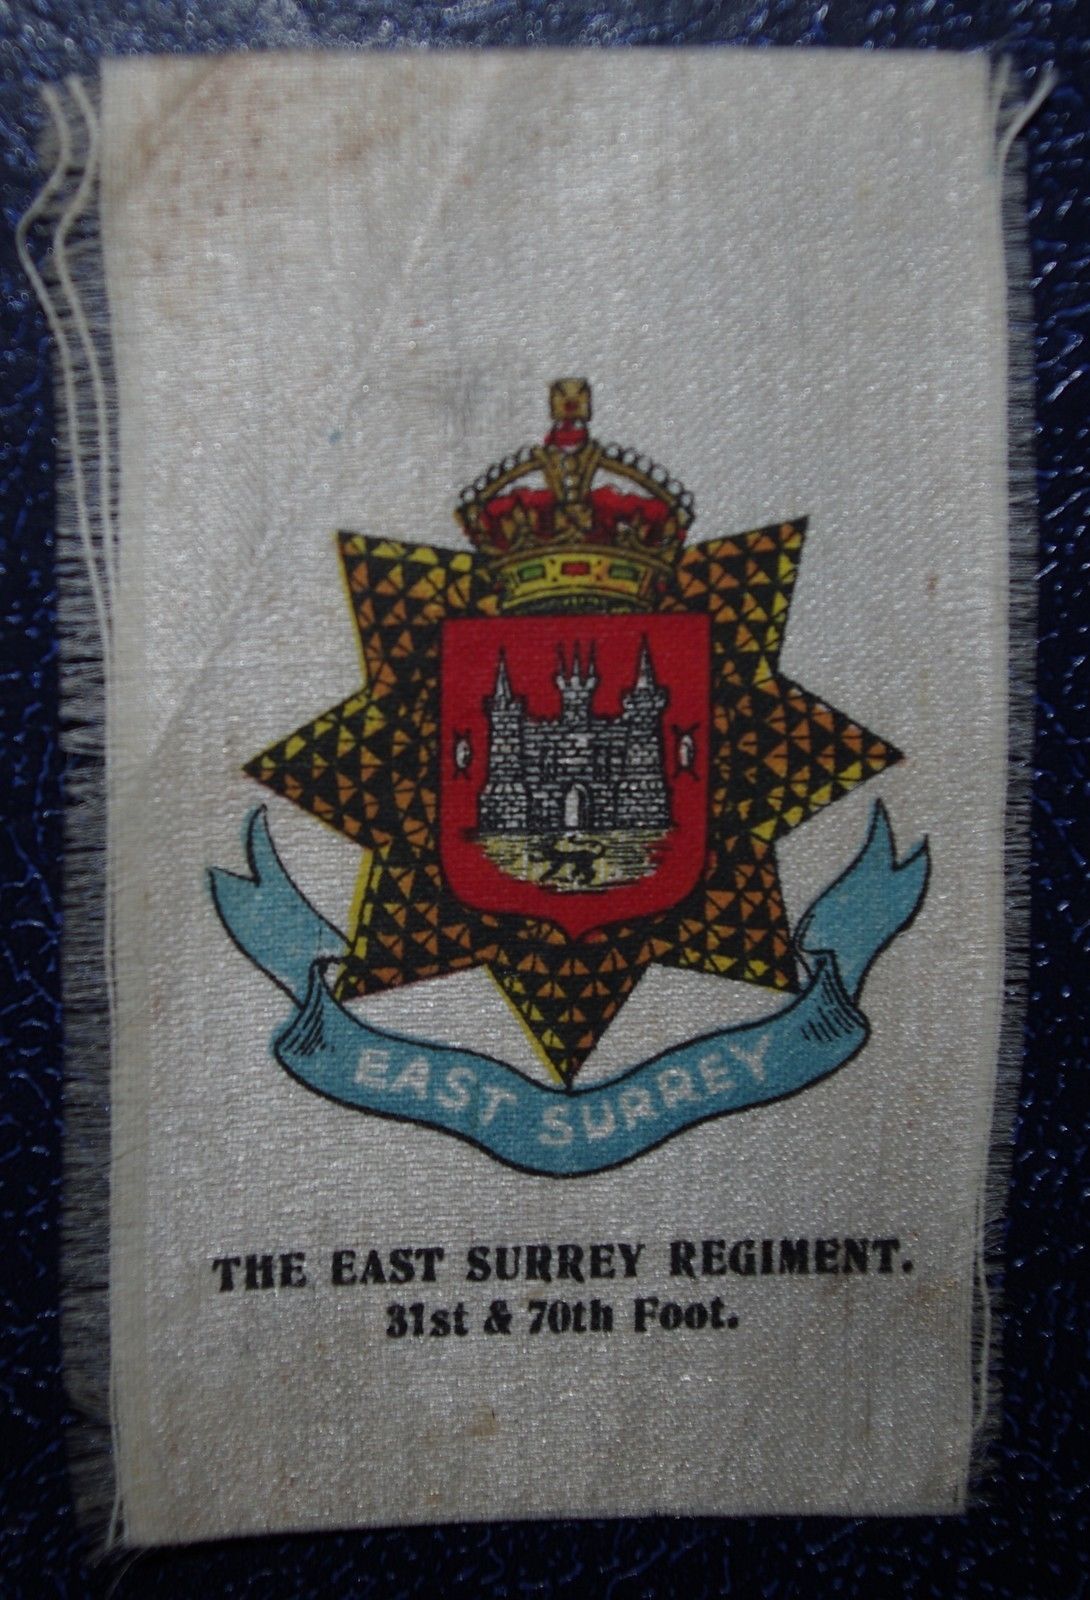 EAST SURREY
THE EAST SURREY REGIMENT.
31st & 70th Foot.